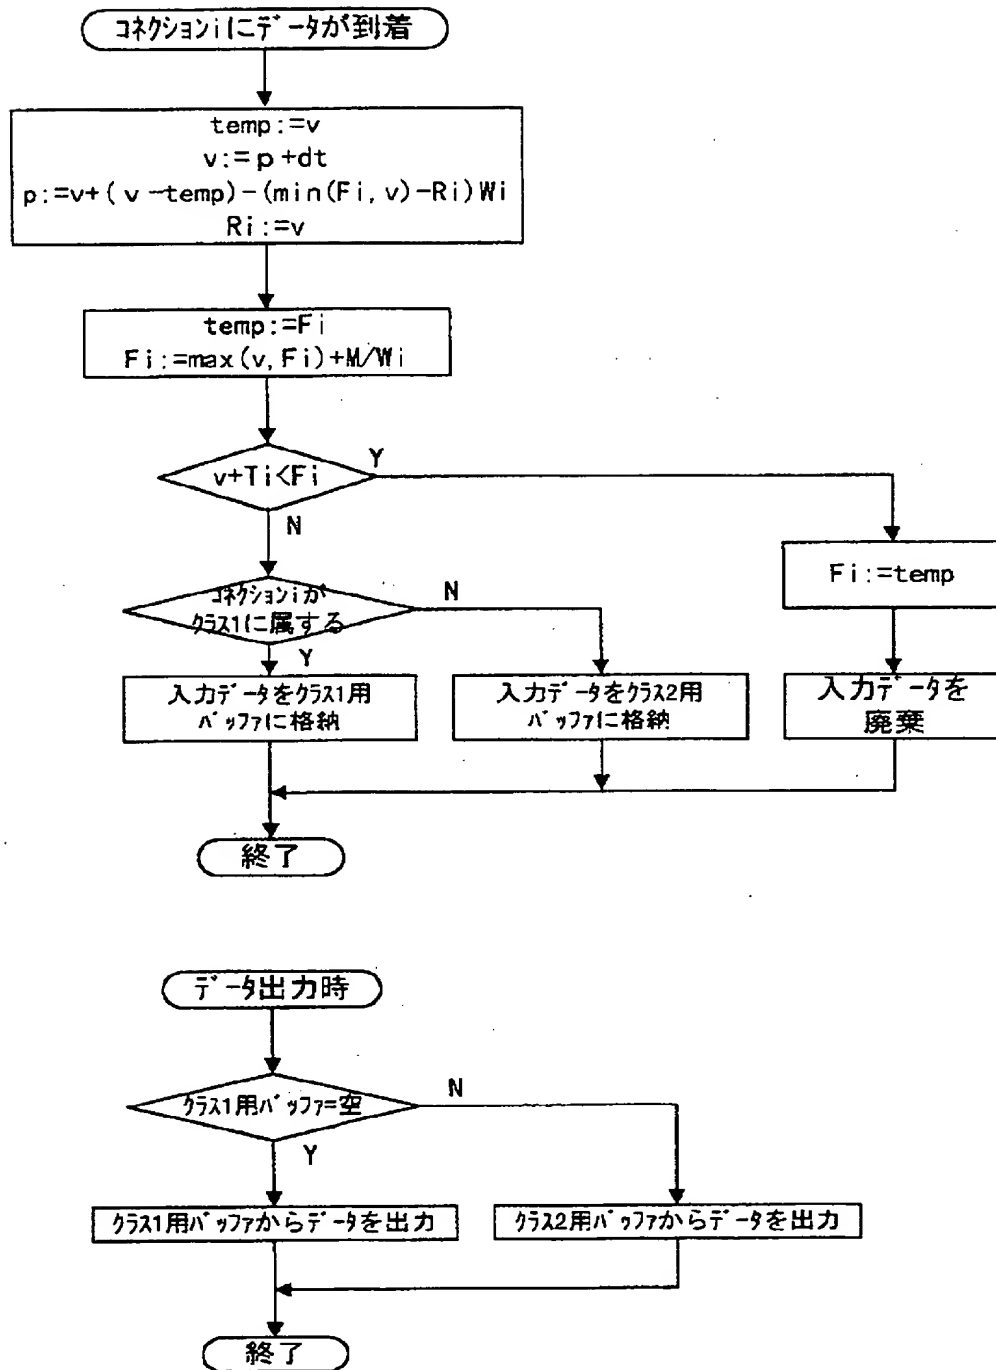 コネクションiにデータが到着
temp:=v
v:=p+dt
p:=v+(v-temp)-(min(Fi,v)-Ri)Wi
Ri:=v
temp:=Fi
Fi:=max(v,Fi)+M/Wi
v+Ti<Fi
Y
N
Fi:=temp
コネクションiが
クラス1に属する
N
Y
入力データをクラス1用
バッファに格納
入力データをクラス2用
バッファに格納
入力データを
廃棄
終了
データ出力時
クラス1用バッファ=空
N
Y
クラス1用バッファからデータを出力
クラス2用バッファからデータを出力
終了